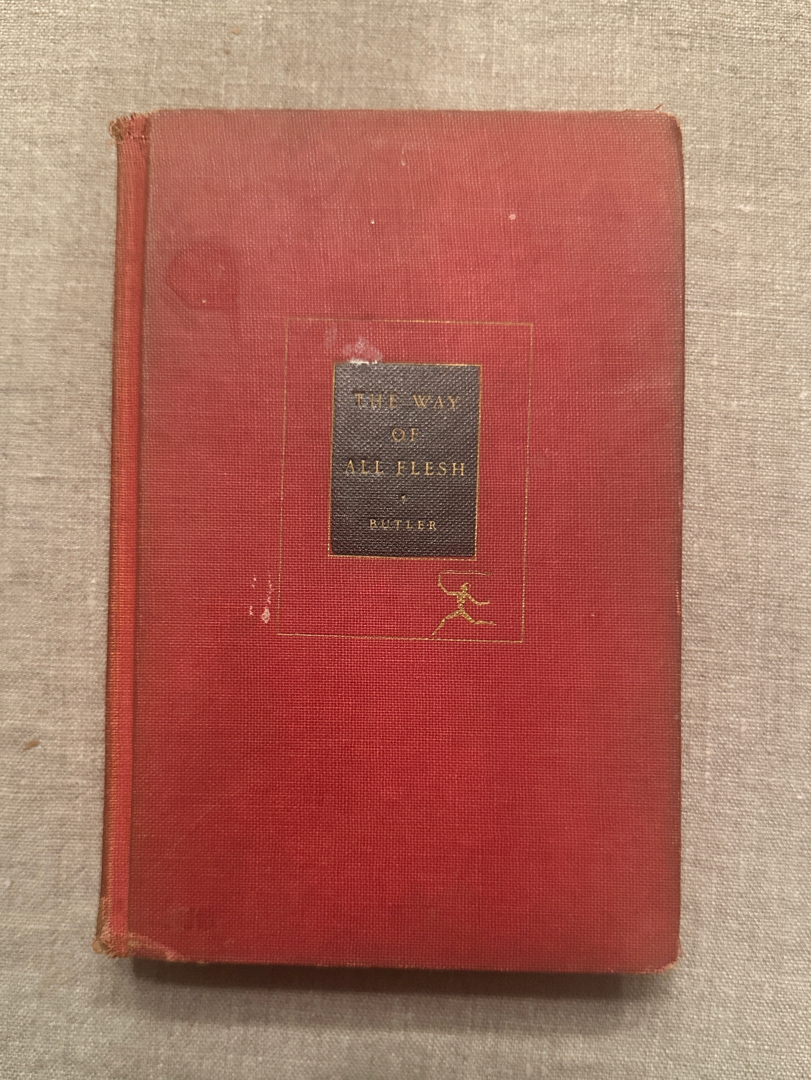 THE WAY
OF
ALL FLESH
BUTLER